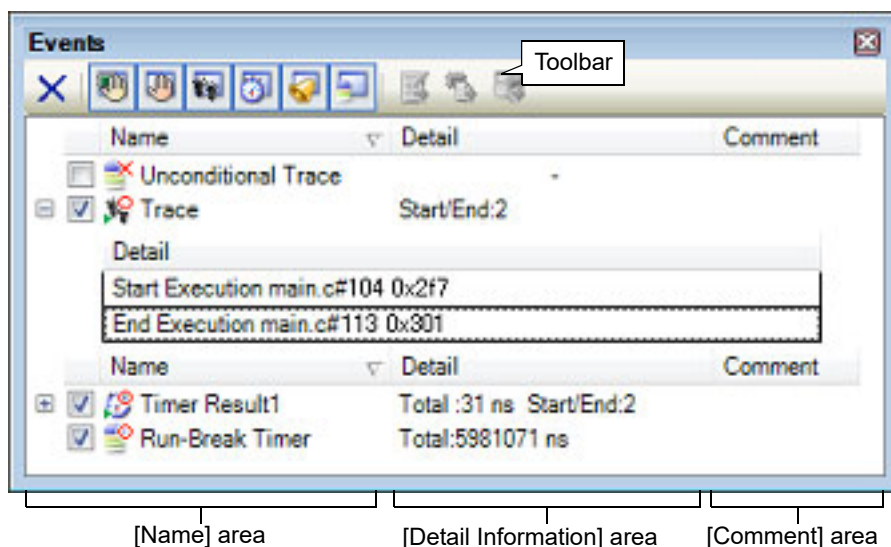 Events
Toolbar
Name Detail Comment
Unconditional Trace -
Trace Start/End:2
Detail
Start Execution main.c#104 0x2f7
End Execution main.c#113 0x301
Name Detail Comment
Timer Result1 Total :31 ns Start/End:2
Run-Break Timer Total:5981071 ns
[Name] area [Detail Information] area [Comment] area